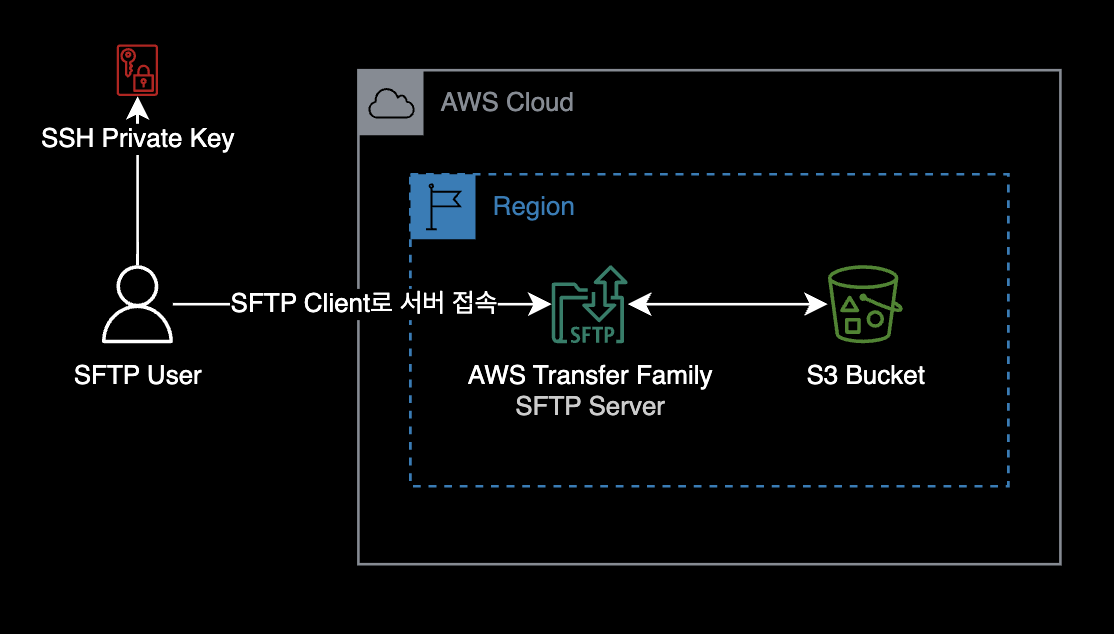 SSH Private Key
AWS Cloud
Region
SFTP Client로 서버 접속
SFTP
SFTP User
AWS Transfer Family
SFTP Server
S3 Bucket